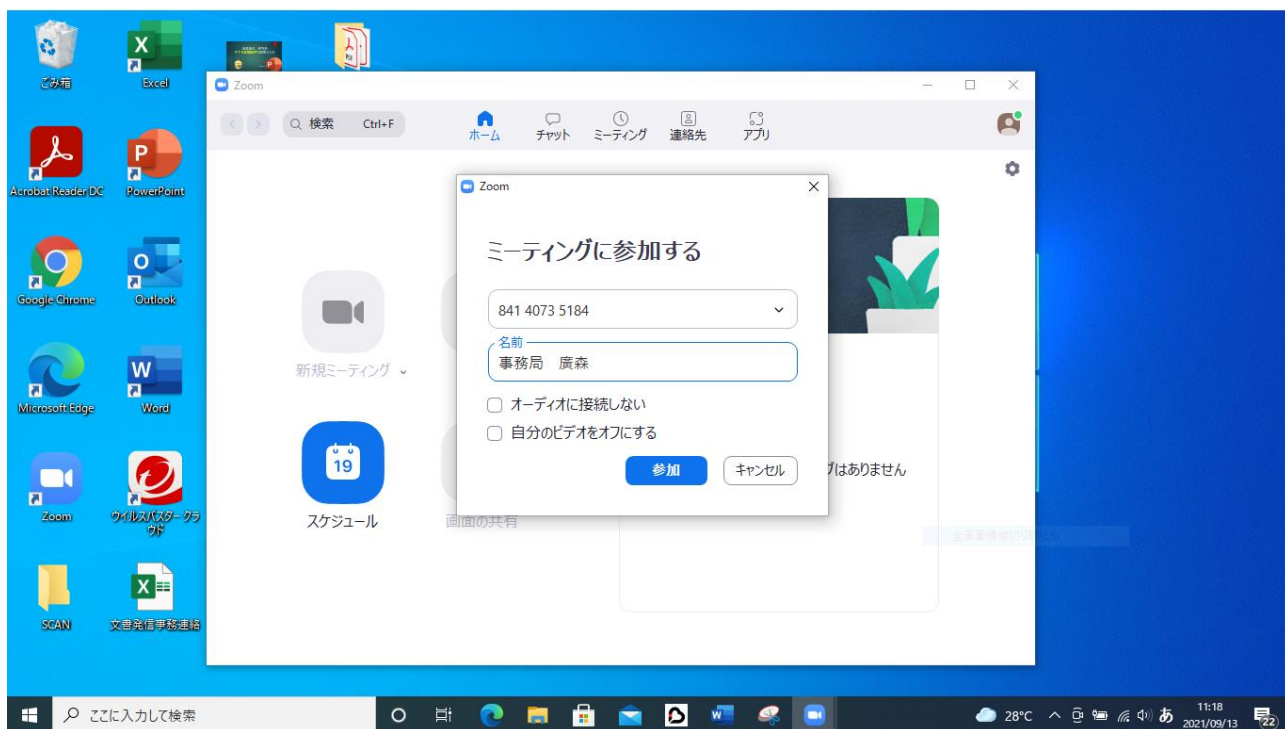 ごみ箱
Excel
Acrobat Reader DC
PowerPoint
Google Chrome
Outlook
Microsoft Edge
Word
Zoom
ウイルスバスター クラ
ウド
SCAN
文書発信事務連絡
Zoom
検索 Ctrl+F
ホーム
チャット
ミーティング
連絡先
アプリ
新規ミーティング
スケジュール
19
画面の共有
Zoom
ミーティングに参加する
841 4073 5184
名前
事務局 廣森
オーディオに接続しない
自分のビデオをオフにする
参加
キャンセル
グはありません
ここに入力して検索
28°C
あ
11:18
2021/09/13
22